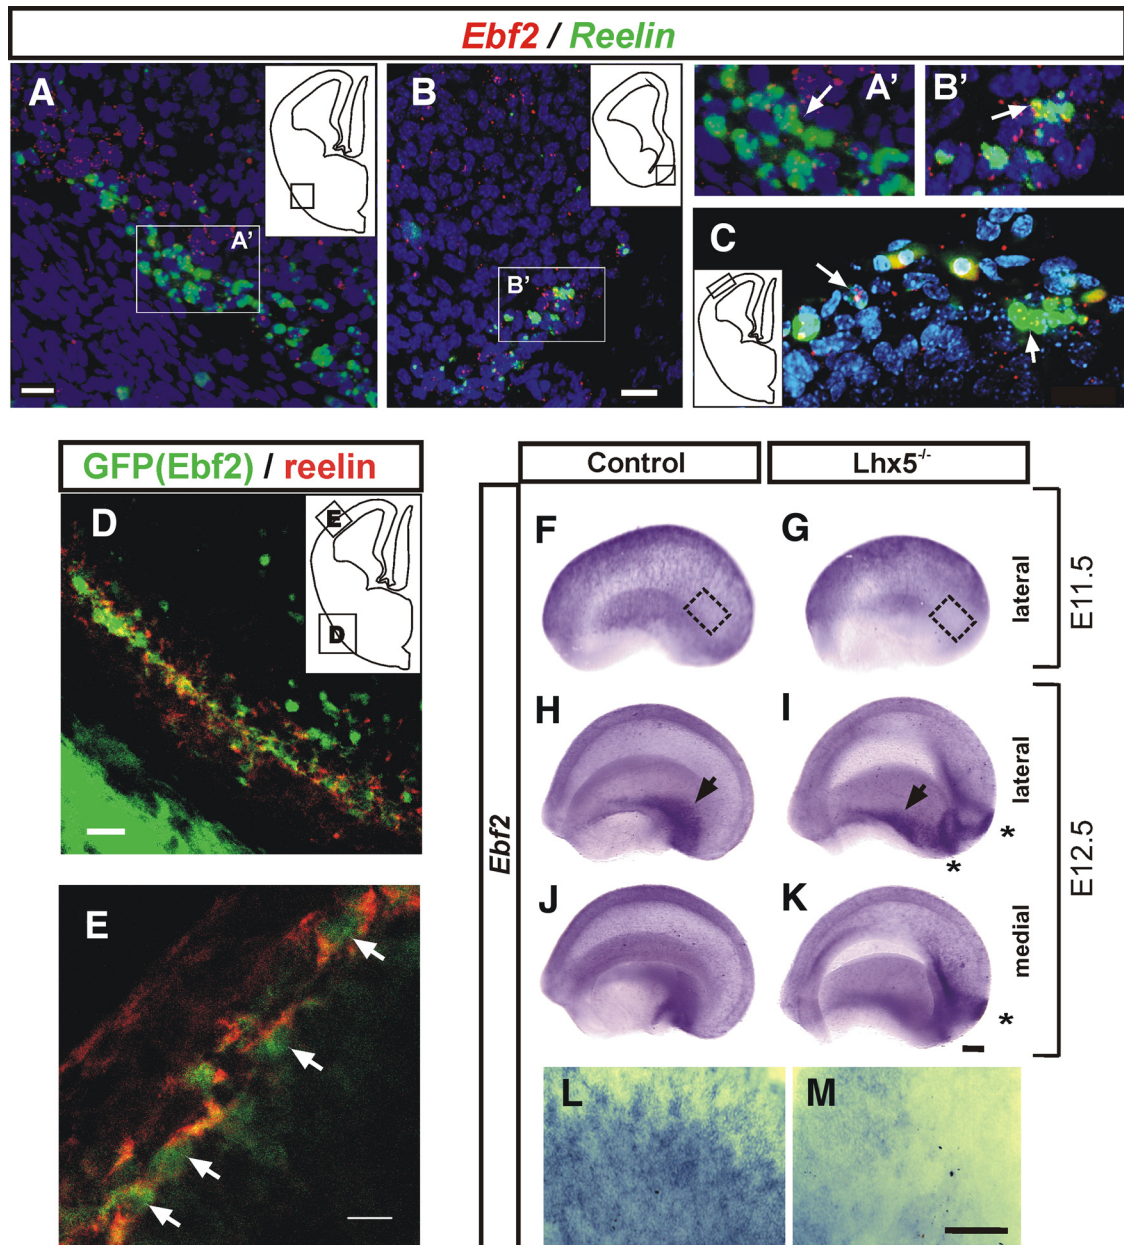 Ebf2 / Reelin
A
A’
B
B’
A’
B’
C
GFP(Ebf2) / reelin
D
E
D
E
Control
Lhx5-/-
Ebf2
F
G
lateral
E11.5
H
I
lateral
*
*
E12.5
J
K
medial
*
L
M